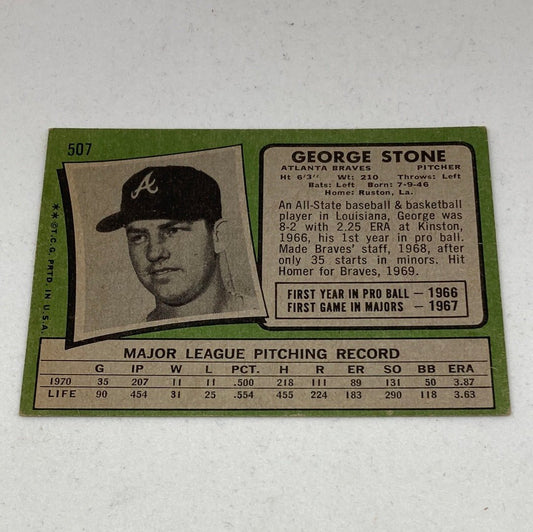 507
GEORGE STONE
ATLANTA BRAVES PITCHER
Ht 6'3" Wt: 210 Throws: Left
Bats: Left Born: 7-9-46
Home: Ruston, La.
An All-State baseball & basketball
player in Louisiana, George was
8-2 with 2.25 ERA at Kinston,
1966, his 1st year in pro ball.
Made Braves' staff, 1968, after
only 35 starts in minors. Hit
Homer for Braves, 1969.
FIRST YEAR IN PRO BALL — 1966
FIRST GAME IN MAJORS — 1967
A
**©T.C.G. PRTD. IN U.S.A.
MAJOR LEAGUE PITCHING RECORD
G IP W L PCT. H R ER SO BB ERA
1970 35 207 11 11 .500 218 111 89 131 50 3.87
LIFE 90 454 31 25 .554 455 224 183 290 118 3.63